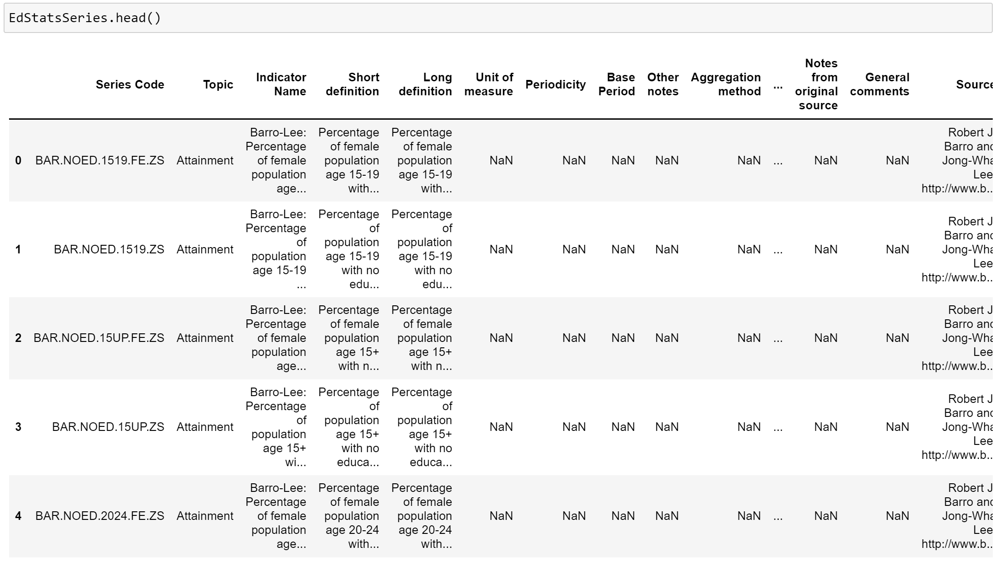 EdStatsSeries.head()
Notes
Indicator Short Long Unit of Base Other Aggregation from General
Series Code Topic Periodicity ... Source
Name definition definition measure Period notes method original comments
source
Barro-Lee: Percentage Percentage Robert J
Percentage of female of female Barro and
0 BAR.NOED.1519.FE.ZS Attainment of female population population NaN NaN NaN NaN NaN ... NaN NaN Jong-Wha
population age 15-19 age 15-19 Lee
age... with... with... http://www.b..
Barro-Lee: Percentage Percentage Robert J
Percentage of of Barro and
1 BAR.NOED.1519.ZS Attainment of population population NaN NaN NaN NaN NaN ... NaN NaN Jong-Wha
population age 15-19 age 15-19 Lee
age 15-19 with no with no http://www.b..
... edu... edu...
Barro-Lee: Percentage Percentage Robert J
Percentage of female of female Barro and
2 BAR.NOED.15UP.FE.ZS Attainment of female population population NaN NaN NaN NaN NaN ... NaN NaN Jong-Wha
population age 15+ age 15+ Lee
age... with n... with n... http://www.b..
Barro-Lee: Percentage Percentage Robert J
Percentage of of Barro and
3 BAR.NOED.15UP.ZS Attainment of population population NaN NaN NaN NaN NaN ... NaN NaN Jong-Wha
population age 15+ age 15+ Lee
age 15+ with no with no http://www.b..
wi... educa... educa...
Barro-Lee: Percentage Percentage Robert J
Percentage of female of female Barro and
4 BAR.NOED.2024.FE.ZS Attainment of female population population NaN NaN NaN NaN NaN ... NaN NaN Jong-Wha
population age 20-24 age 20-24 Lee
age... with... with... http://www.b..